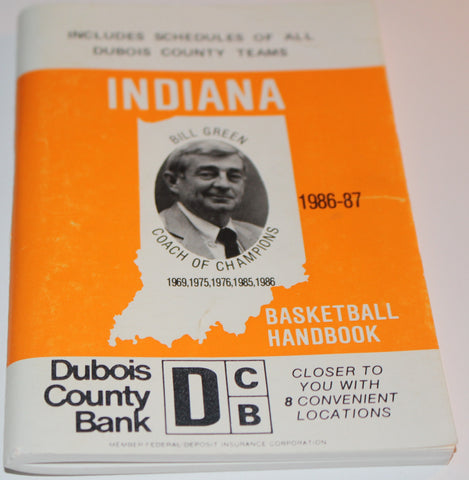 INCLUDES SCHEDULES OF ALL
DUBOIS COUNTY TEAMS
INDIANA
BILL GREEN
COACH OF CHAMPIONS
1969,1975,1976,1985,1986
1986-87
BASKETBALL
HANDBOOK
Dubois
County
Bank
D
C
B
CLOSER TO
YOU WITH
8 CONVENIENT
LOCATIONS
MEMBER-FEDERAL/DEPOSIT INSURANCE CORPORATION